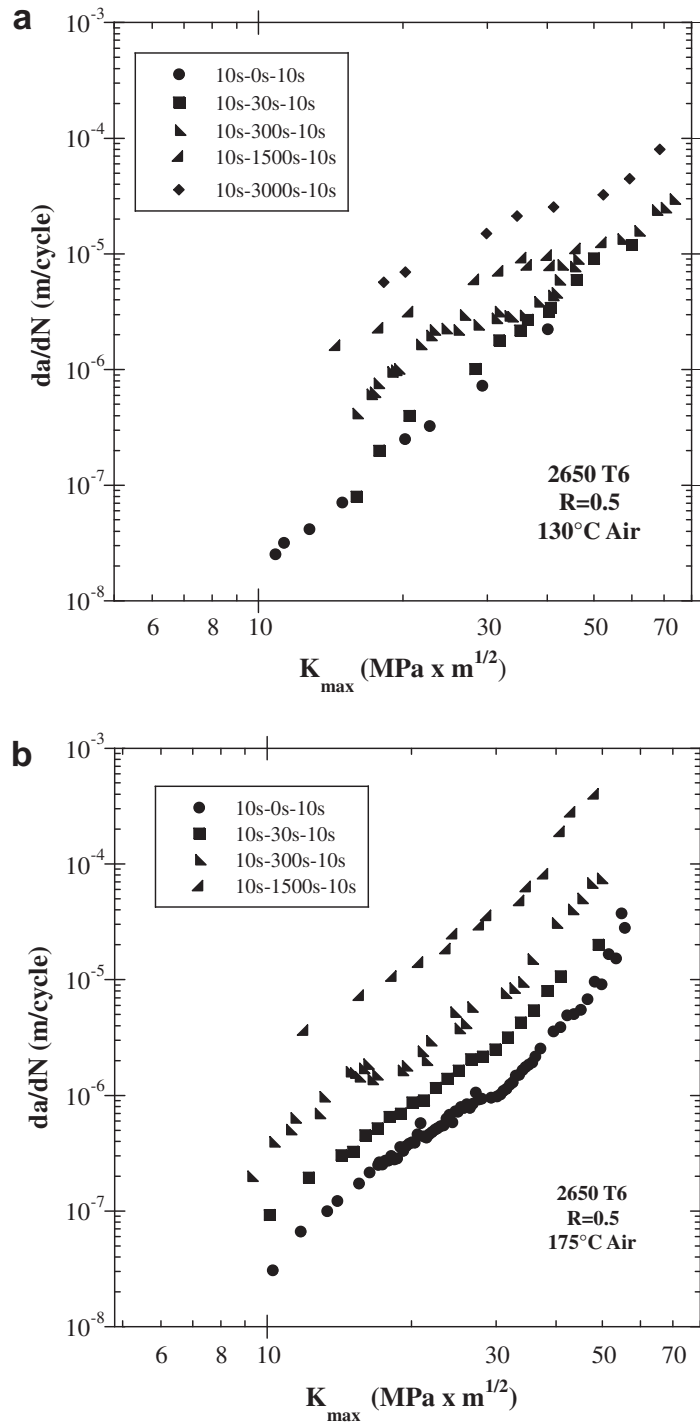 a
10^-3
10s-0s-10s
10s-30s-10s
10s-300s-10s
10s-1500s-10s
10s-3000s-10s
10^-4
10^-5
10^-6
10^-7
10^-8
da/dN (m/cycle)
2650 T6
R=0.5
130°C Air
6 8 10 30 50 70
K_max (MPa x m^1/2)
b
10^-3
10s-0s-10s
10s-30s-10s
10s-300s-10s
10s-1500s-10s
10^-4
10^-5
10^-6
10^-7
10^-8
da/dN (m/cycle)
2650 T6
R=0.5
175°C Air
6 8 10 30 50 70
K_max (MPa x m^1/2)